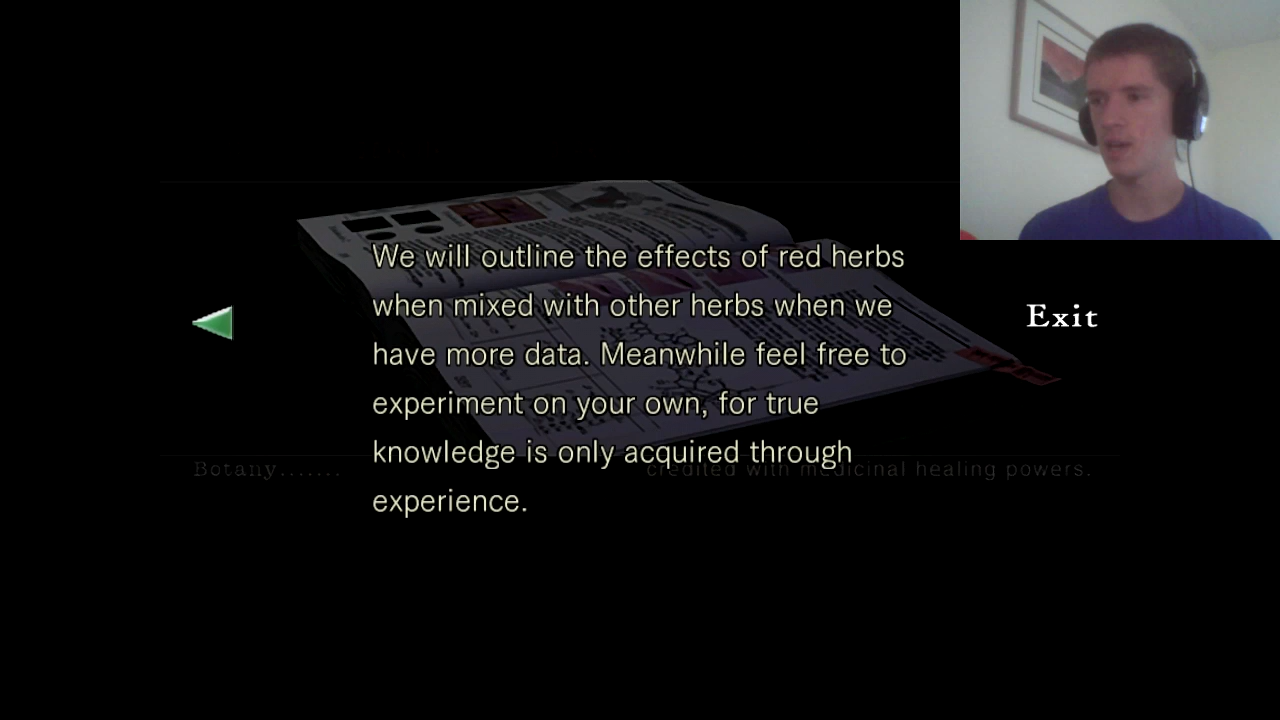 We will outline the effects of red herbs
when mixed with other herbs when we
Exit
have more data. Meanwhile feel free to
experiment on your own, for true
knowledge is only acquired through
Botany....... credited with medicinal healing powers.
experience.